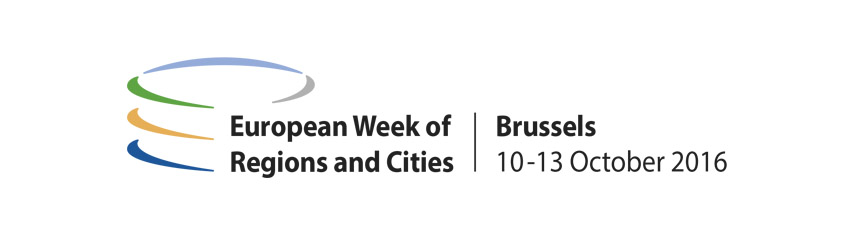 European Week of
Regions and Cities
Brussels
10-13 October 2016